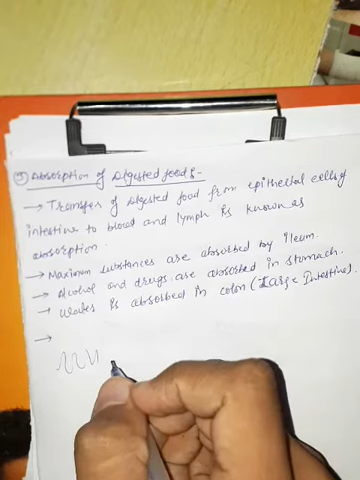 ⑤ Absorption of digested food :-
→ Transfer of digested food from epithelial cells of
intestine to blood and lymph is known as
absorption.
→ Maximum substances are absorbed by ileum.
→ Alcohol and drugs are absorbed in stomach.
→ Water is absorbed in colon (Large Intestine).
→